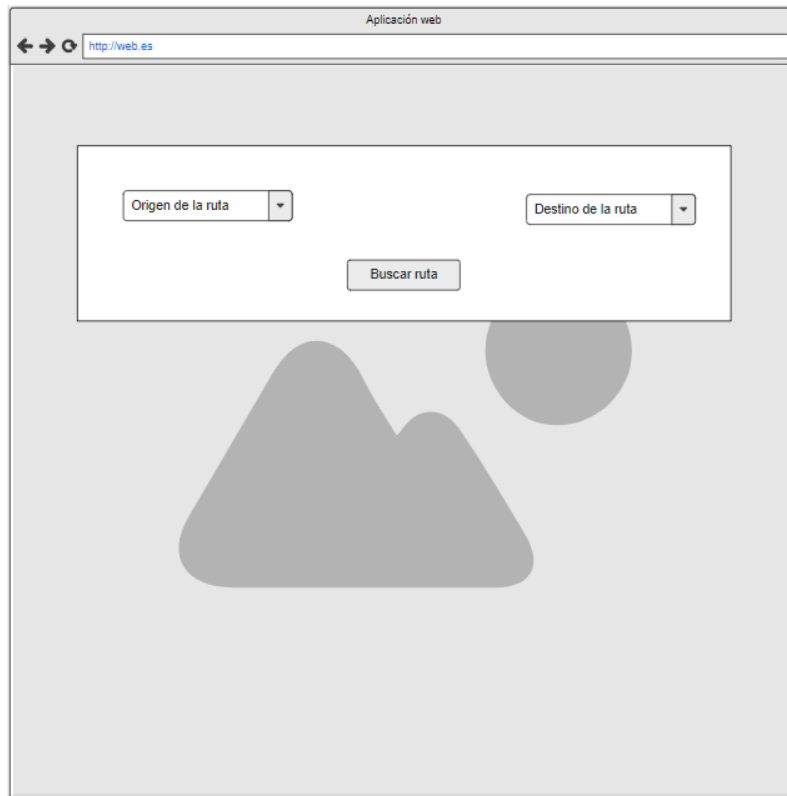 Aplicación web
http://web.es
Origen de la ruta
Destino de la ruta
Buscar ruta